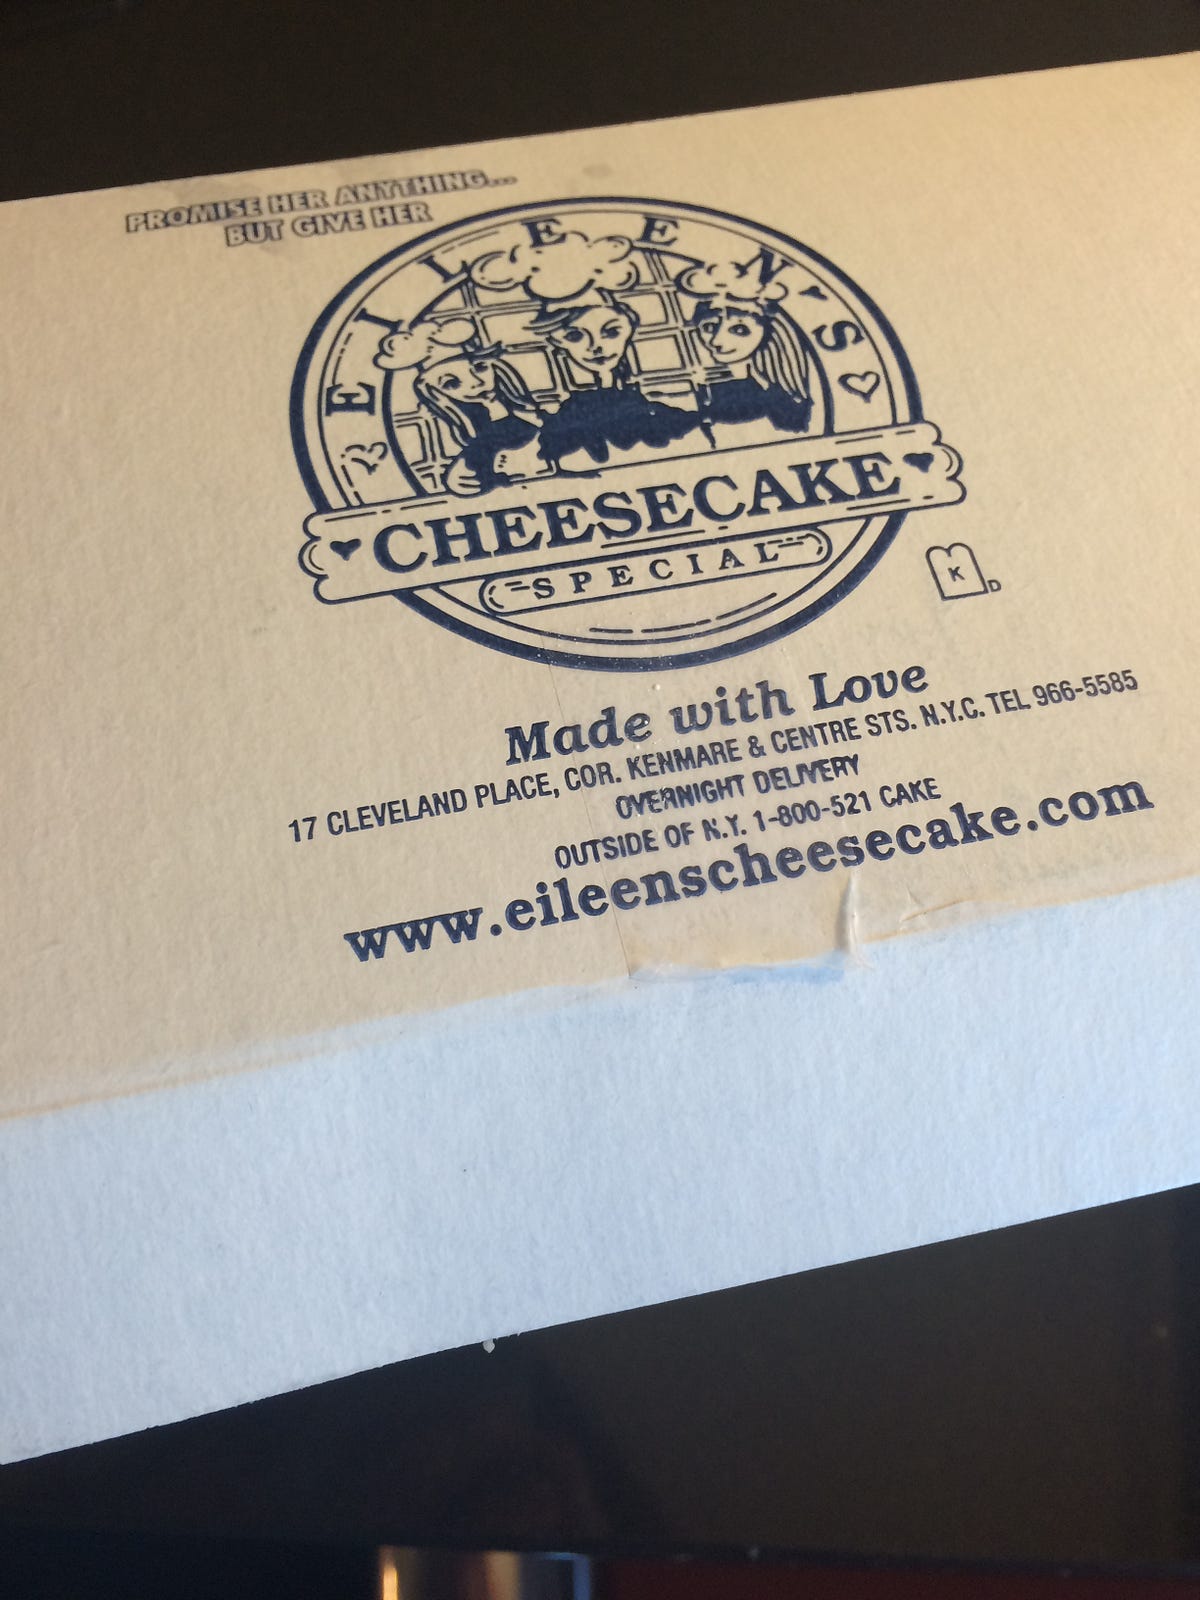 PROMISE HER ANYTHING...
BUT GIVE HER
EILEEN'S
CHEESECAKE
SPECIAL
K
D
Made with Love
17 CLEVELAND PLACE, COR. KENMARE & CENTRE STS. N.Y.C. TEL 966-5585
OVERNIGHT DELIVERY
OUTSIDE OF N.Y. 1-800-521 CAKE
www.eileenscheesecake.com